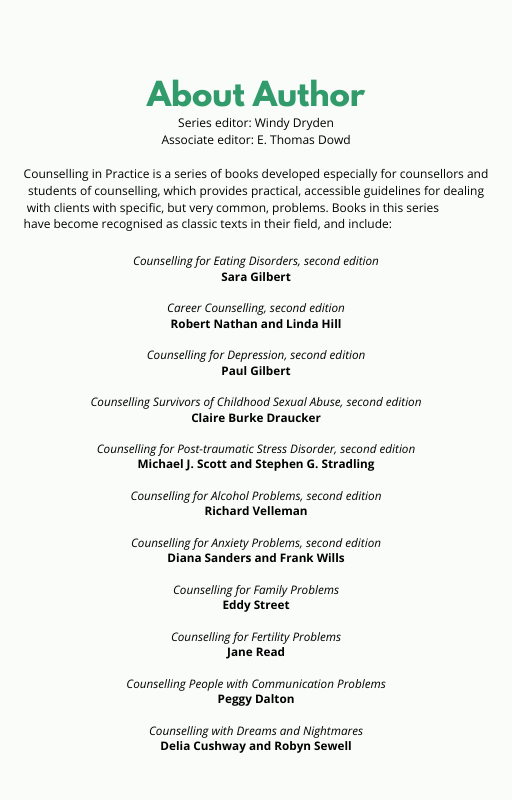 About Author
Series editor: Windy Dryden
Associate editor: E. Thomas Dowd
Counselling in Practice is a series of books developed especially for counsellors and
students of counselling, which provides practical, accessible guidelines for dealing
with clients with specific, but very common, problems. Books in this series
have become recognised as classic texts in their field, and include:
Counselling for Eating Disorders, second edition
Sara Gilbert
Career Counselling, second edition
Robert Nathan and Linda Hill
Counselling for Depression, second edition
Paul Gilbert
Counselling Survivors of Childhood Sexual Abuse, second edition
Claire Burke Draucker
Counselling for Post-traumatic Stress Disorder, second edition
Michael J. Scott and Stephen G. Stradling
Counselling for Alcohol Problems, second edition
Richard Velleman
Counselling for Anxiety Problems, second edition
Diana Sanders and Frank Wills
Counselling for Family Problems
Eddy Street
Counselling for Fertility Problems
Jane Read
Counselling People with Communication Problems
Peggy Dalton
Counselling with Dreams and Nightmares
Delia Cushway and Robyn Sewell